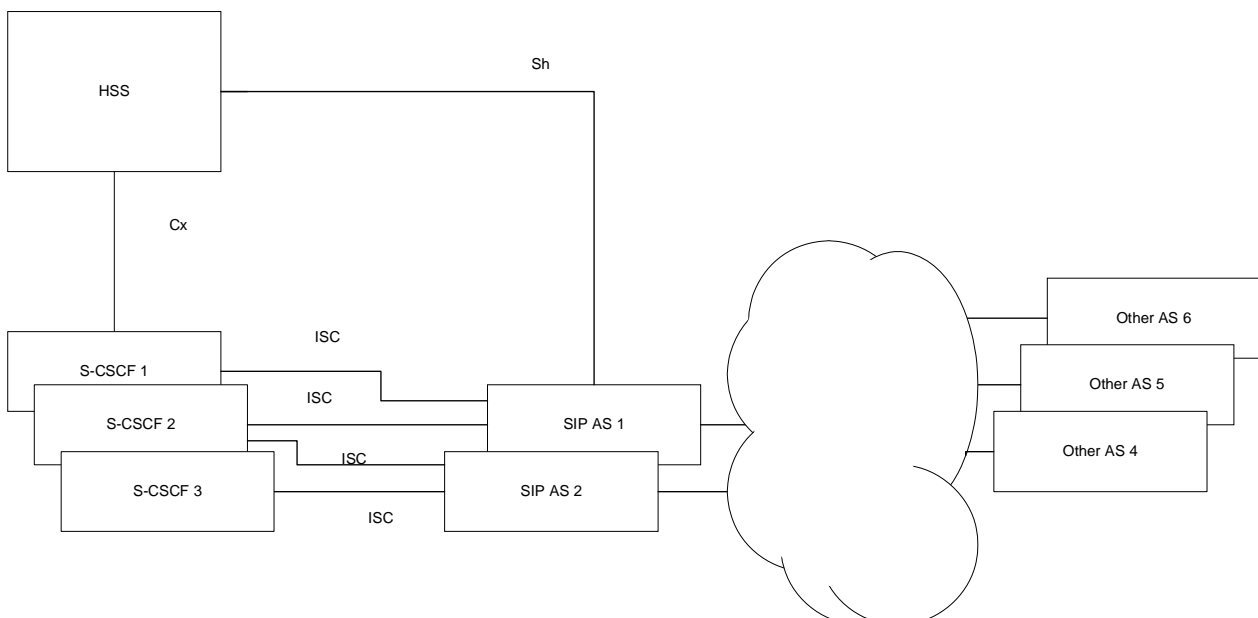 Sh
HSS
Cx
ISC
S-CSCF 1
ISC
S-CSCF 2
ISC
S-CSCF 3
ISC
SIP AS 1
SIP AS 2
Other AS 6
Other AS 5
Other AS 4